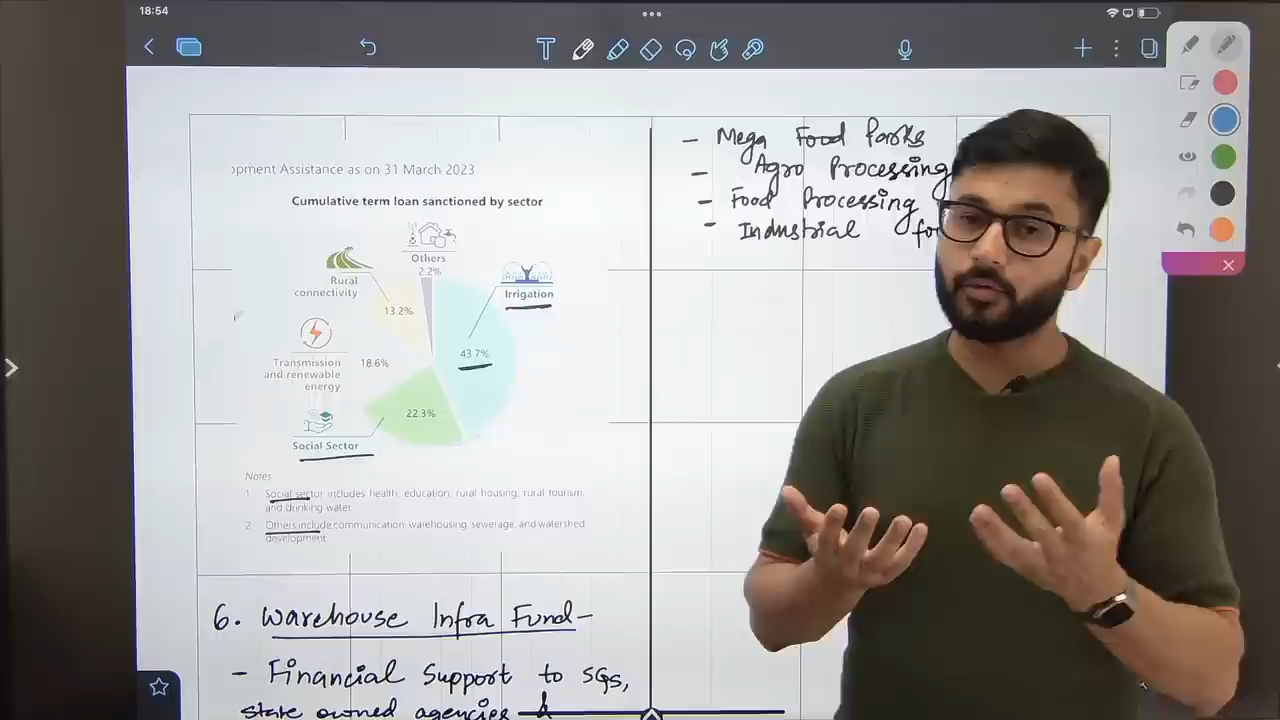 18:54
T
opment Assistance as on 31 March 2023
Cumulative term loan sanctioned by sector
Others
2.2%
Rural
connectivity
13.2%
Irrigation
43.7%
Transmission
and renewable
energy
18.6%
22.3%
Social Sector
Notes
1 Social sector includes health, education, rural housing, rural tourism,
and drinking water
2 Others include communication, warehousing, sewerage, and watershed
development
6. Warehouse Infra Fund-
- Financial Support to SGs,
state owned agencies &
- Mega Food Parks
- Agro Processing
- Food Processing
- Industrial